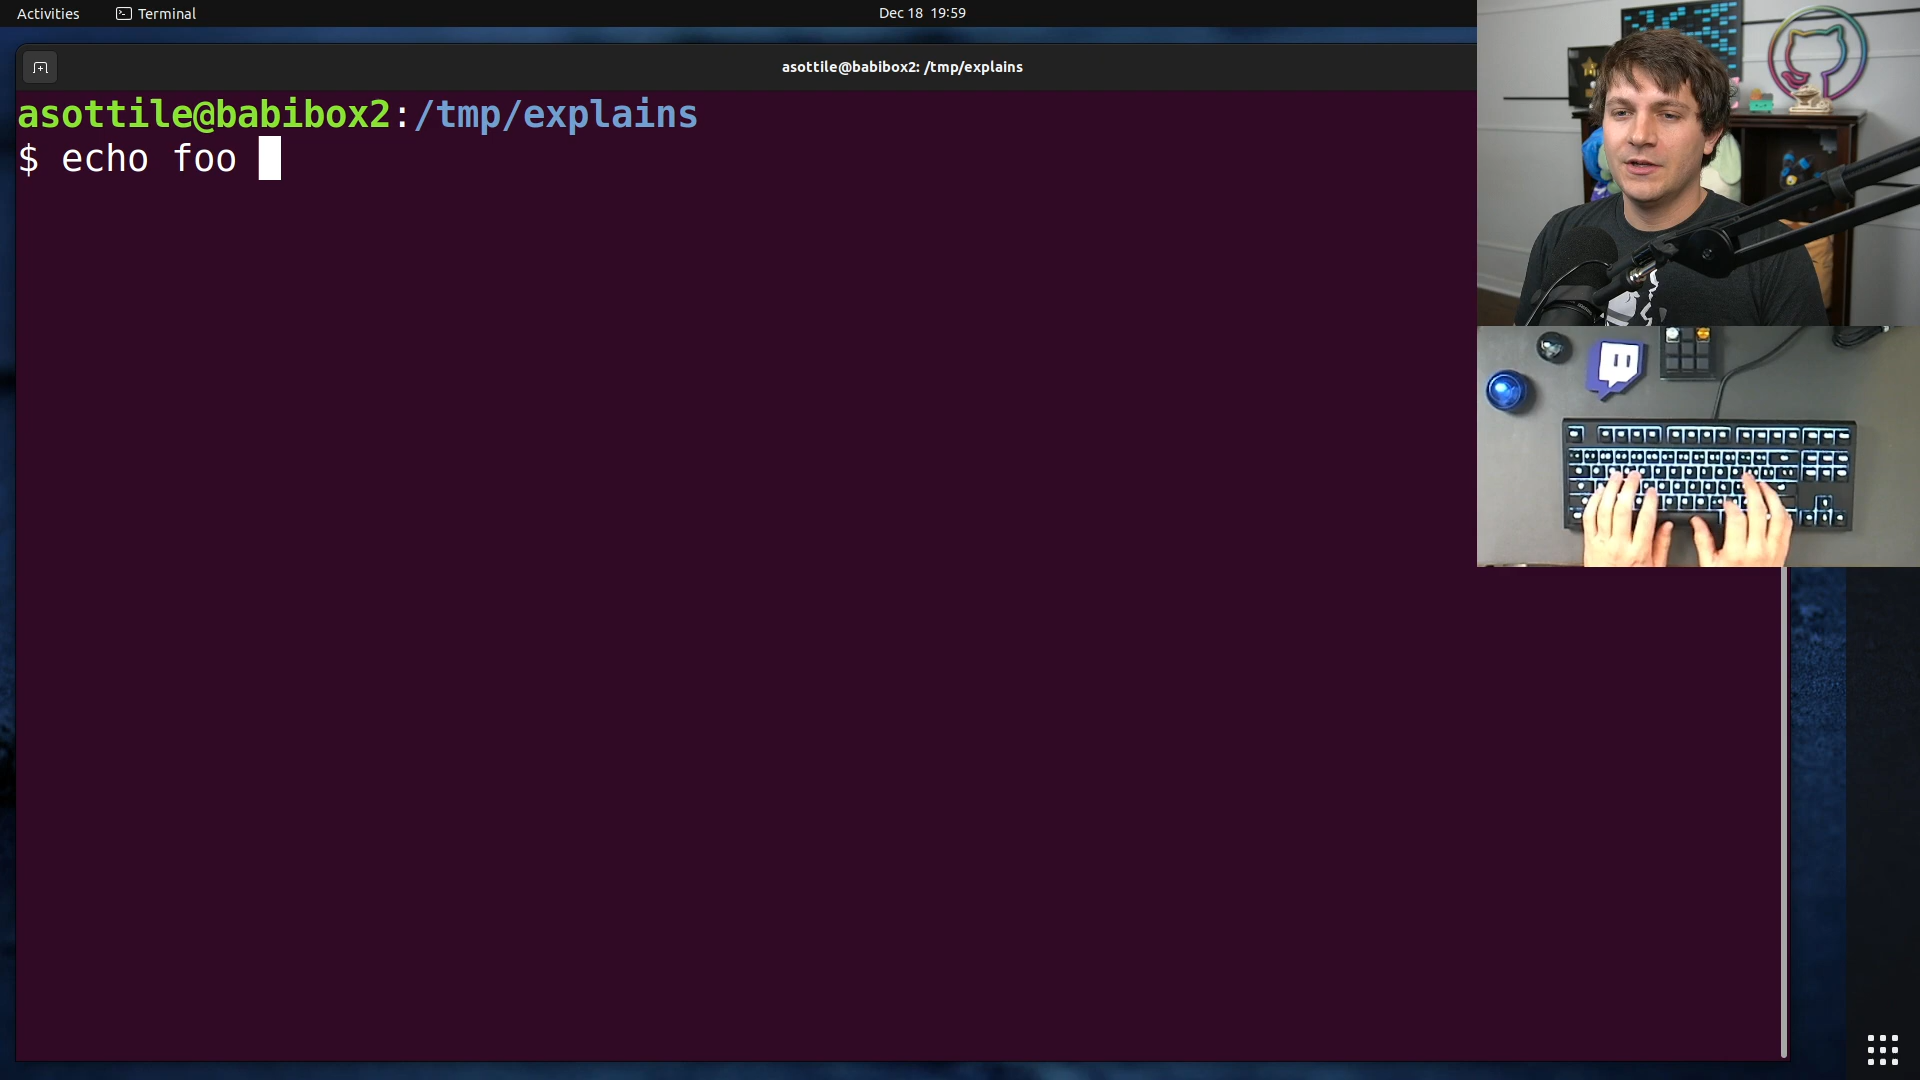 Activities
Terminal
Dec 18 19:59
asottile@babibox2: /tmp/explains
asottile@babibox2:/tmp/explains
$ echo foo